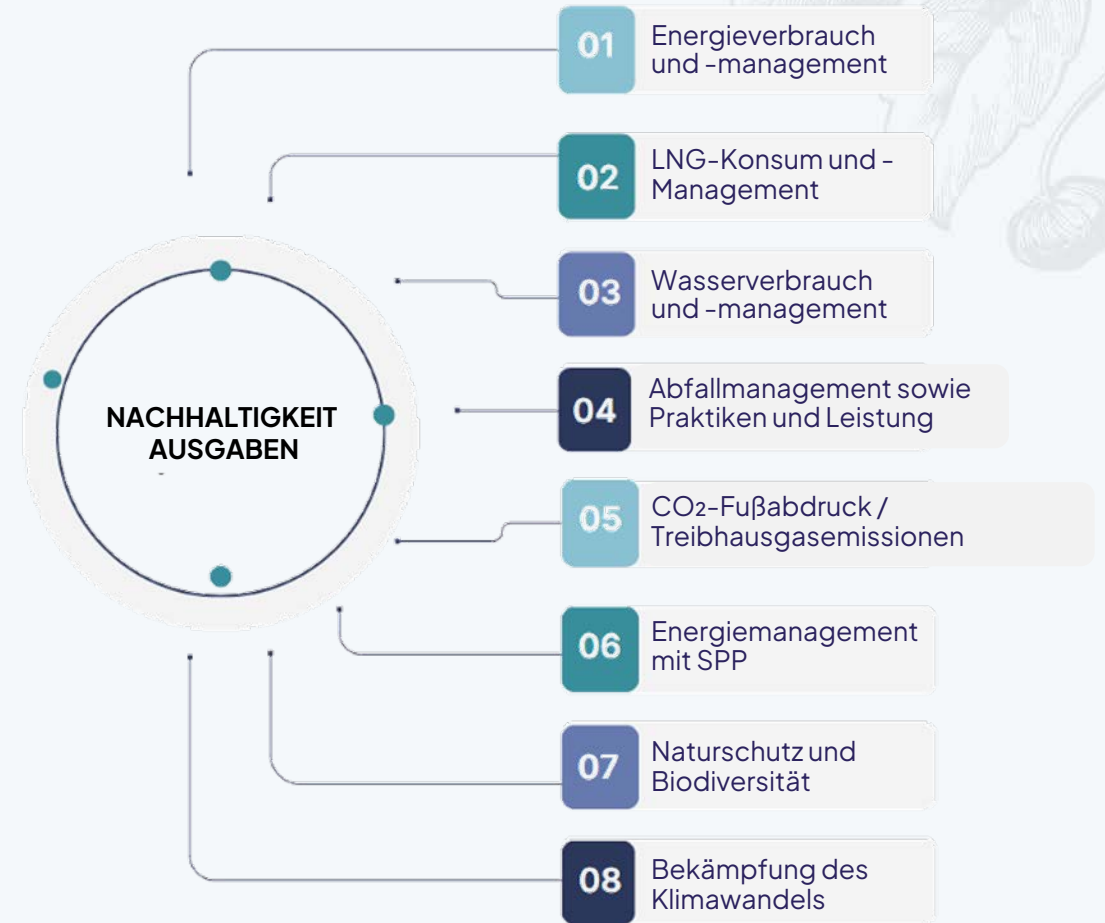 01
Energieverbrauch
und -management
02
LNG-Konsum und -
Management
03
Wasserverbrauch
und -management
04
Abfallmanagement sowie
Praktiken und Leistung
NACHHALTIGKEIT
AUSGABEN
05
CO₂-Fußabdruck /
Treibhausgasemissionen
06
Energiemanagement
mit SPP
07
Naturschutz und
Biodiversität
08
Bekämpfung des
Klimawandels